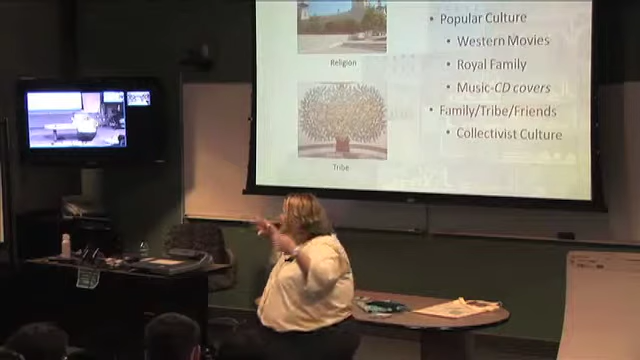 Religion
Tribe
• Popular Culture
• Western Movies
• Royal Family
• Music-CD covers
• Family/Tribe/Friends
• Collectivist Culture